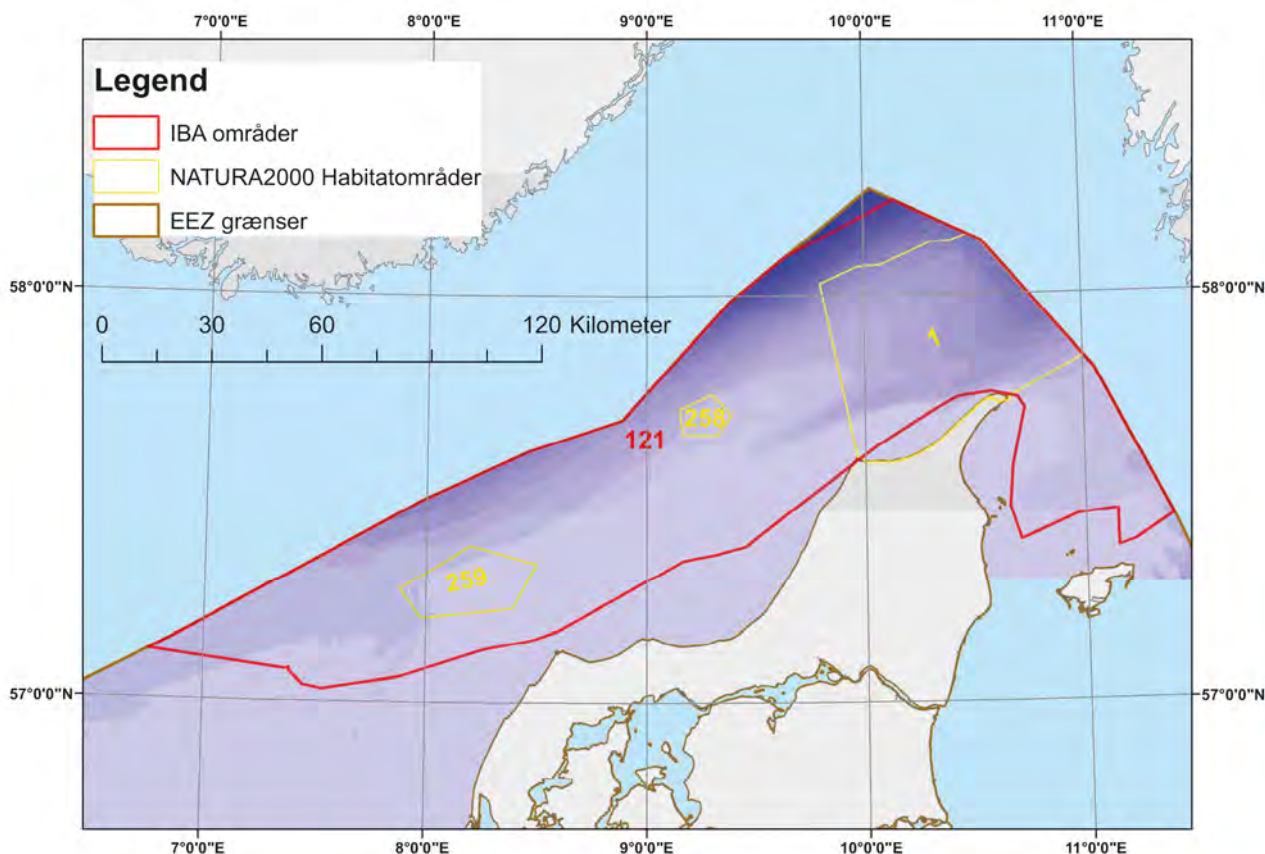 7°0'0"E 8°0'0"E 9°0'0"E 10°0'0"E 11°0'0"E
Legend
IBA områder
NATURA2000 Habitatområder
EEZ grænser
58°0'0"N 58°0'0"N
0 30 60 120 Kilometer
1
258
121
259
57°0'0"N 57°0'0"N
7°0'0"E 8°0'0"E 9°0'0"E 10°0'0"E 11°0'0"E